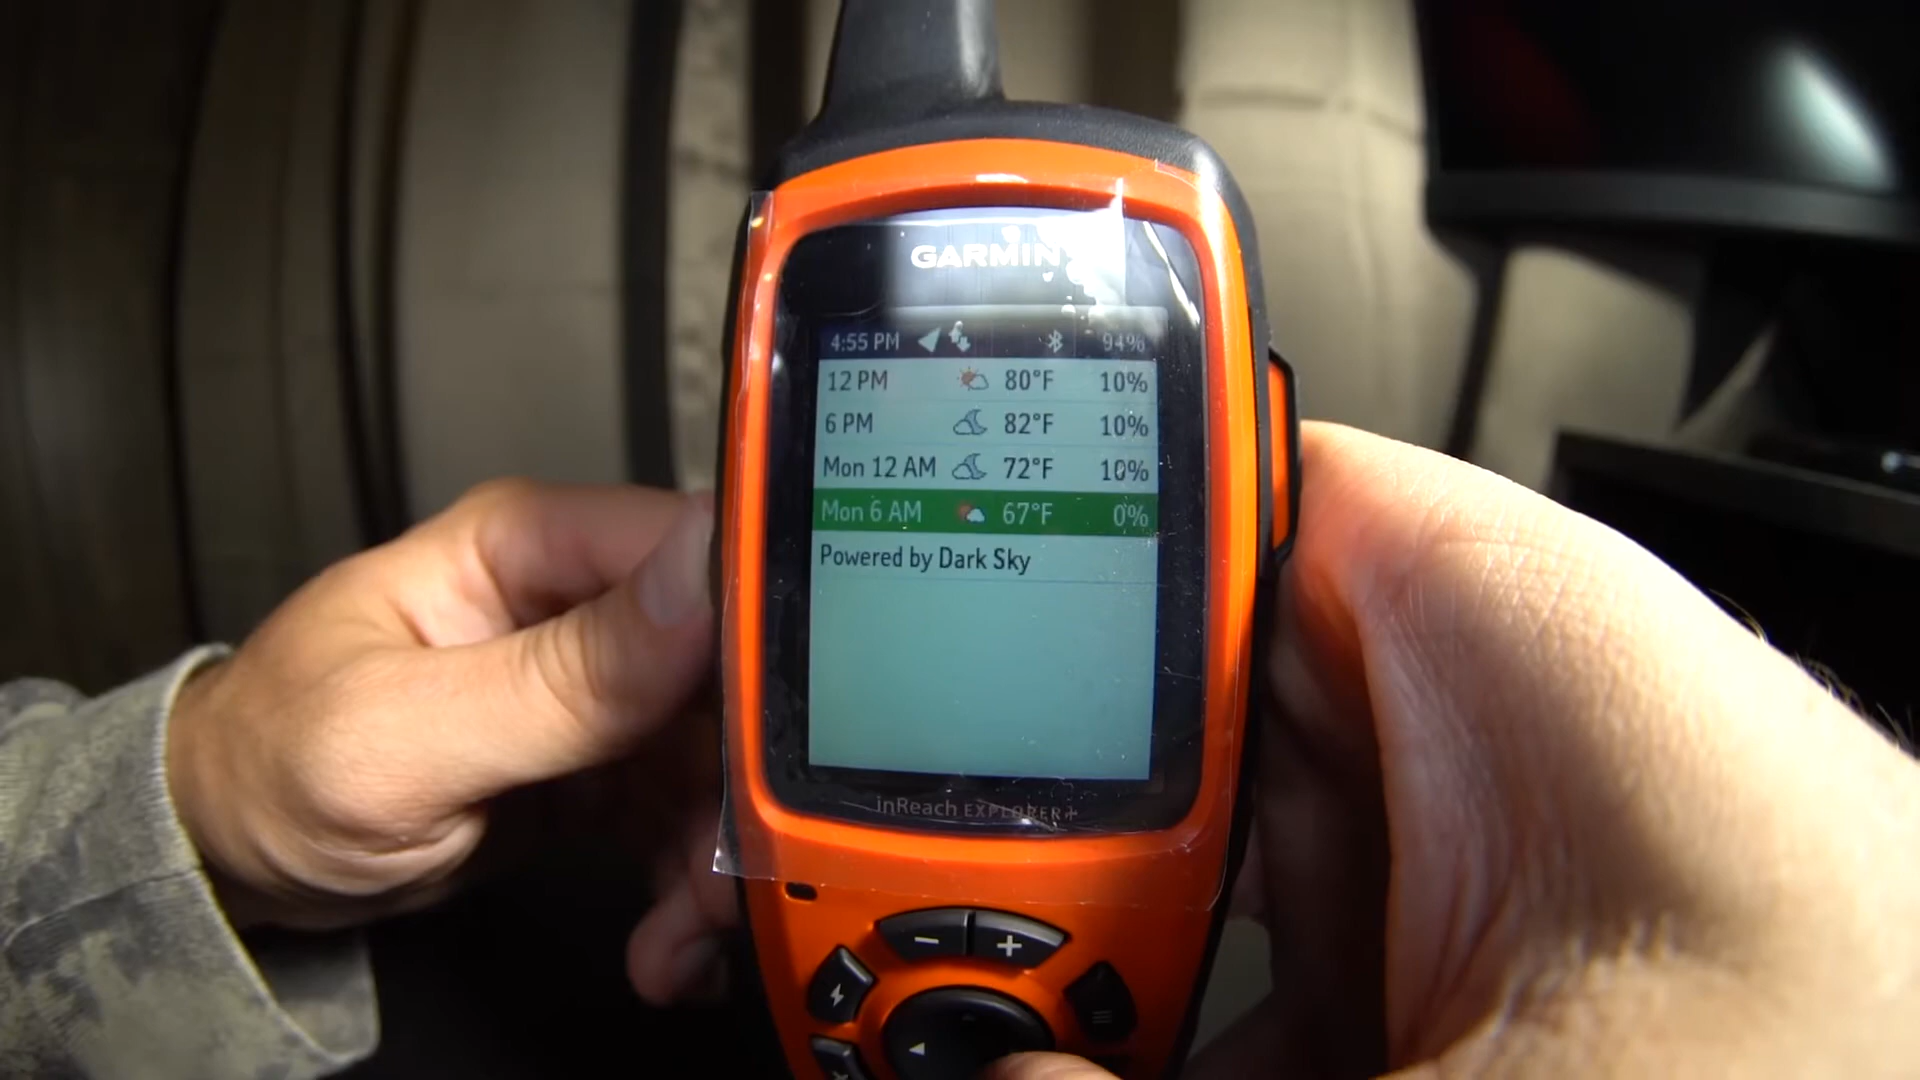 GARMIN
4:55 PM 94%
12 PM 80°F 10%
6 PM 82°F 10%
Mon 12 AM 72°F 10%
Mon 6 AM 67°F 0%
Powered by Dark Sky
inReach EXPLORER+
− +